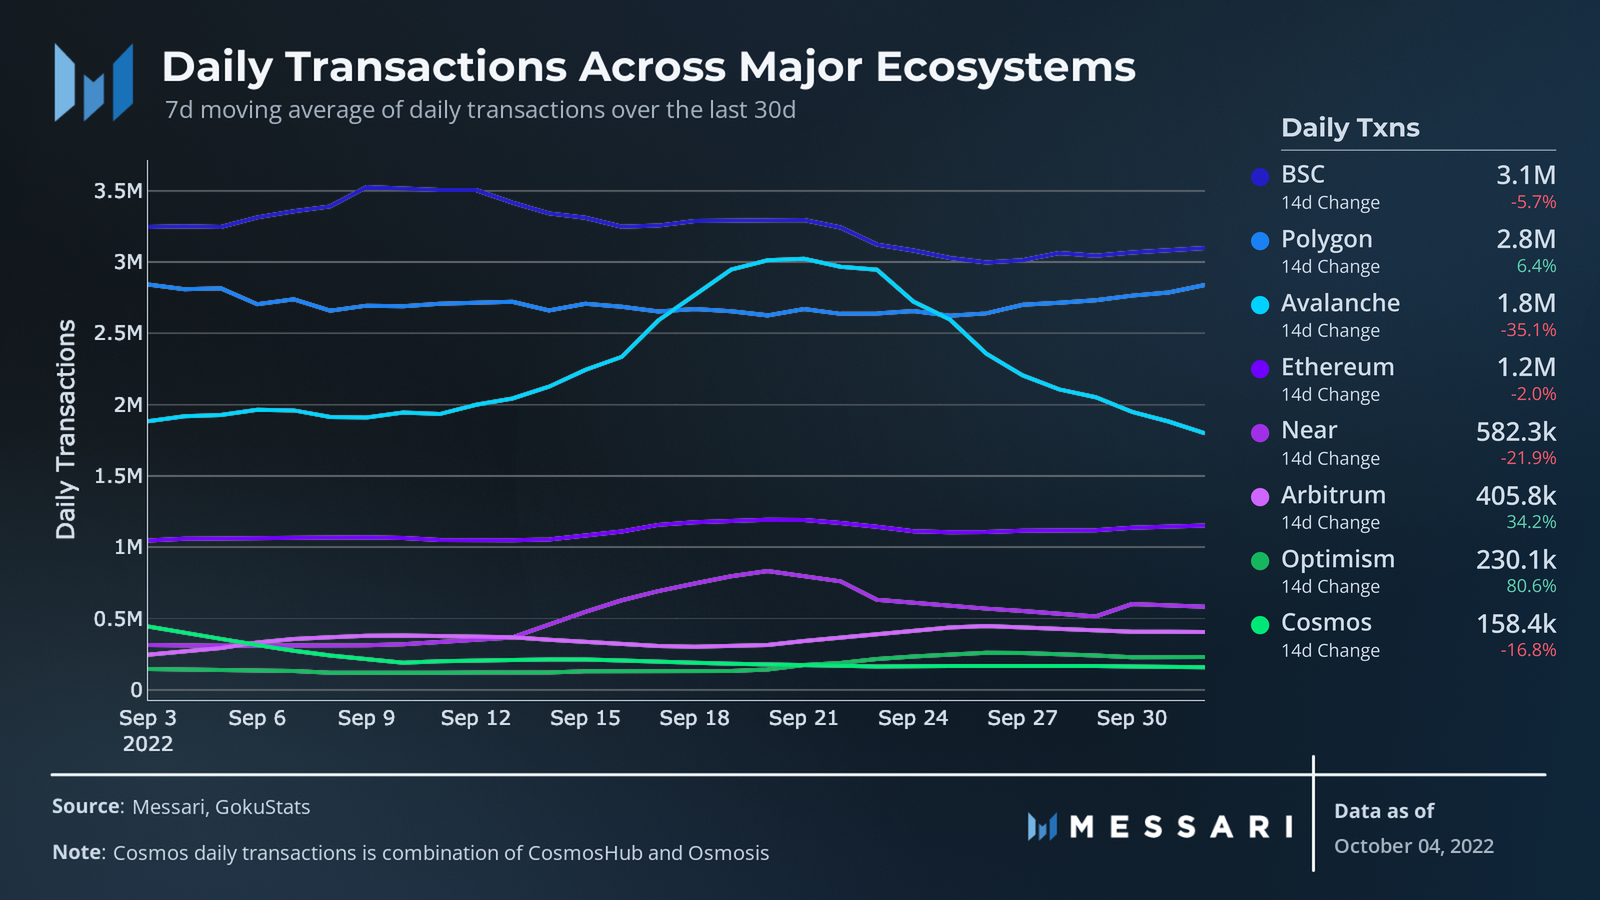 Daily Transactions Across Major Ecosystems
7d moving average of daily transactions over the last 30d
Daily Txns
BSC 3.1M
14d Change -5.7%
Polygon 2.8M
14d Change 6.4%
Avalanche 1.8M
14d Change -35.1%
Ethereum 1.2M
14d Change -2.0%
Near 582.3k
14d Change -21.9%
Arbitrum 405.8k
14d Change 34.2%
Optimism 230.1k
14d Change 80.6%
Cosmos 158.4k
14d Change -16.8%
Daily Transactions
3.5M
3M
2.5M
2M
1.5M
1M
0.5M
0
Sep 3 Sep 6 Sep 9 Sep 12 Sep 15 Sep 18 Sep 21 Sep 24 Sep 27 Sep 30
2022
Source: Messari, GokuStats
Note: Cosmos daily transactions is combination of CosmosHub and Osmosis
MESSARI
Data as of
October 04, 2022